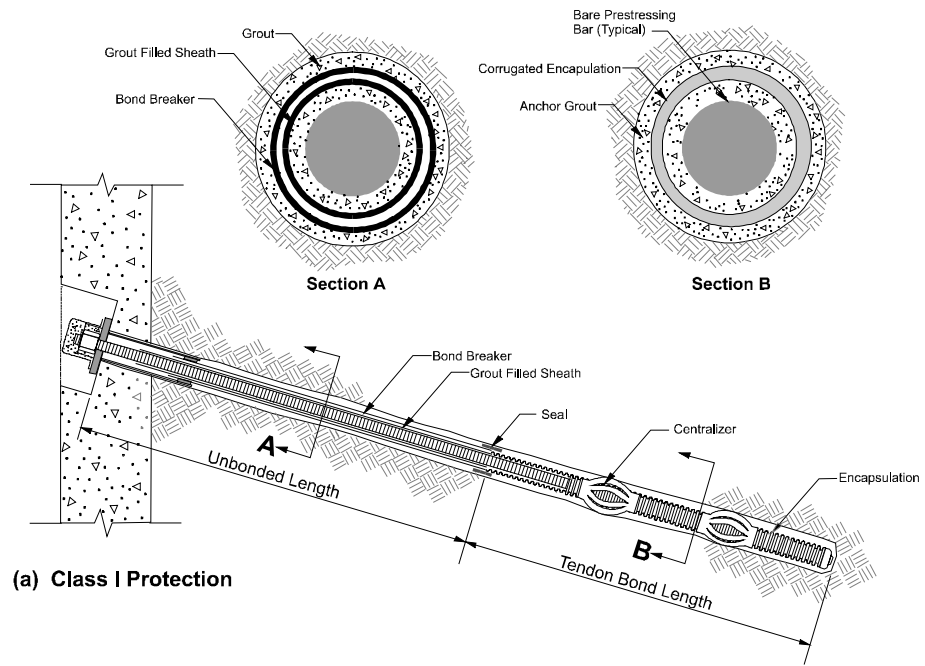 Grout
Grout Filled Sheath
Bond Breaker
Section A
Bare Prestressing
Bar (Typical)
Corrugated Encapulation
Anchor Grout
Section B
Bond Breaker
Grout Filled Sheath
Seal
Centralizer
Encapsulation
A
Unbonded Length
B
Tendon Bond Length
(a) Class I Protection